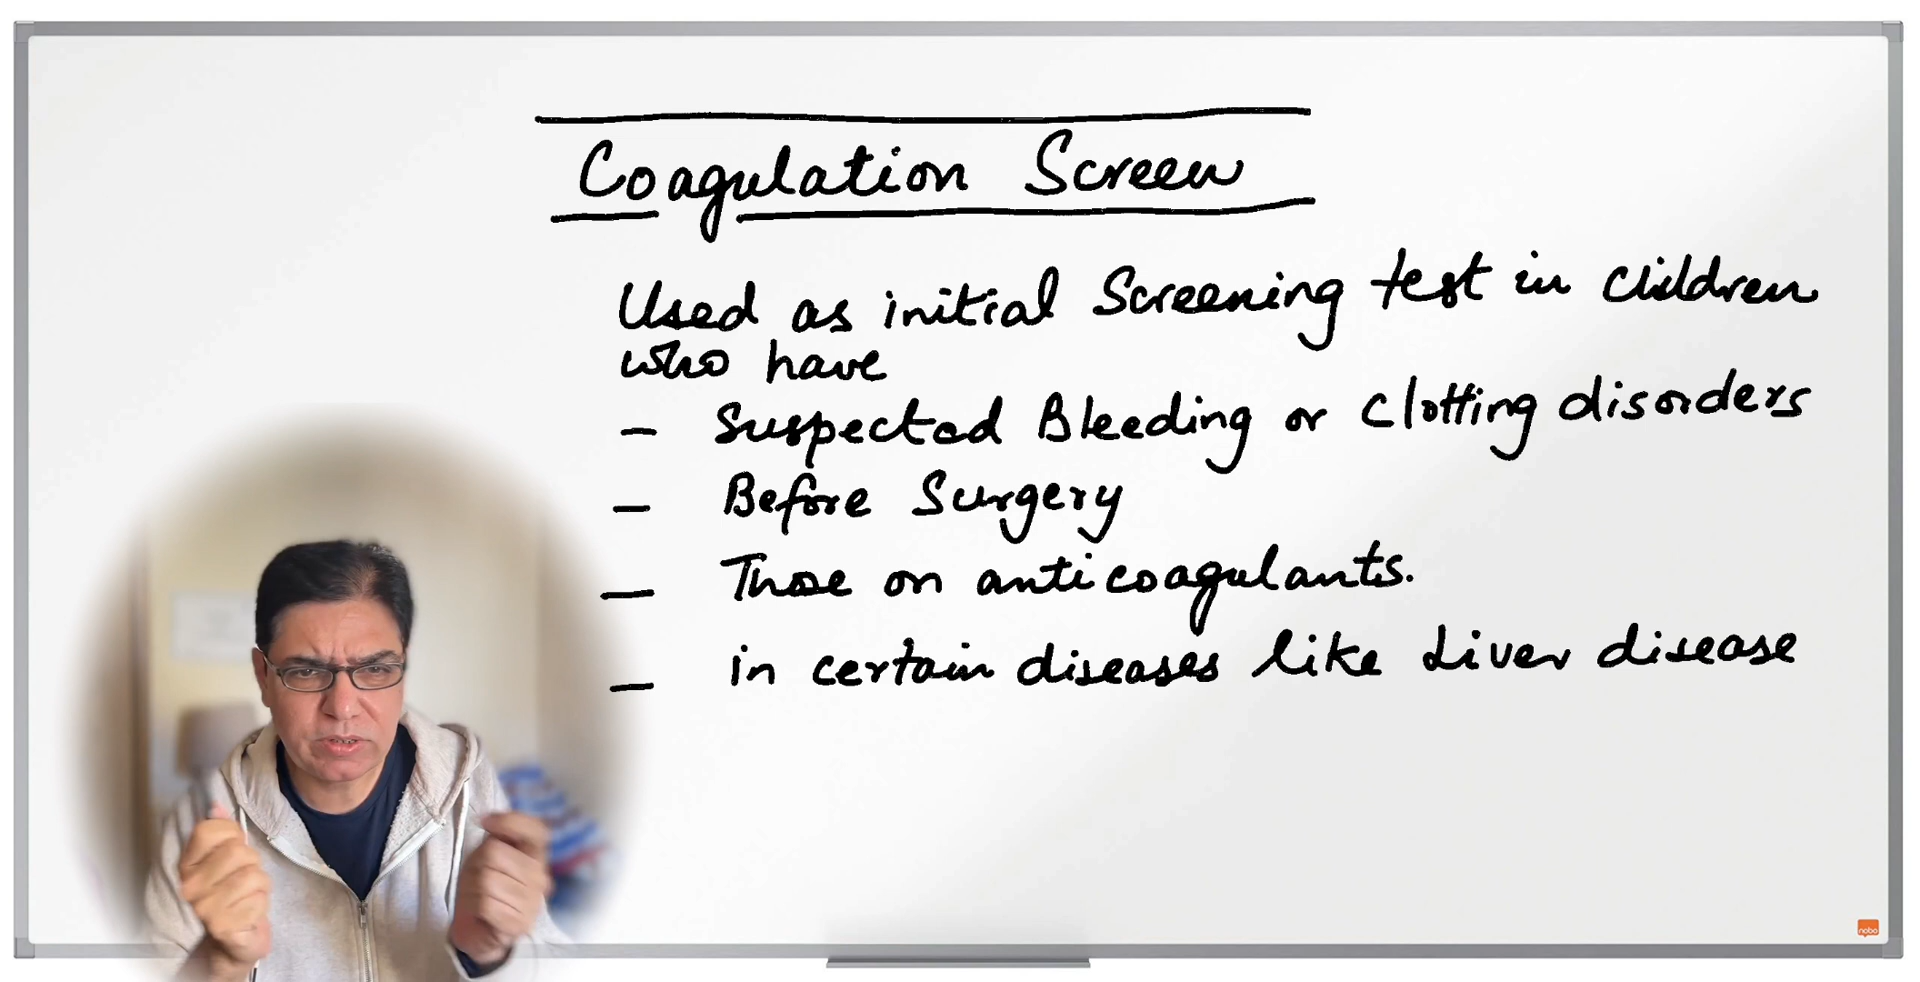 Coagulation Screen
Used as initial Screening test in children
who have
- Suspected Bleeding or Clotting disorders
- Before Surgery
- Those on anticoagulants.
- in certain diseases like Liver disease
nobo